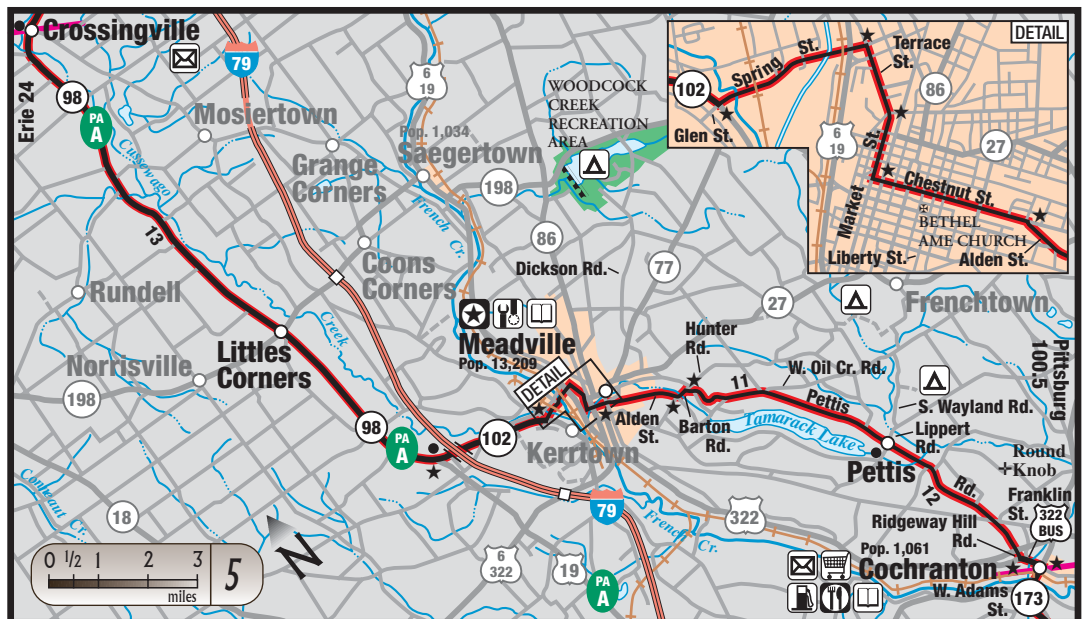 Crossingville
Erie 24
98
PA
A
79
Mosiertown
Cussewago
13
Grange
Corners
Pop. 1,034
Saegertown
6
19
198
French Cr.
WOODCOCK
CREEK
RECREATION
AREA
86
Dickson Rd.
77
27
Frenchtown
DETAIL
102
Spring St.
Glen St.
Terrace
St.
86
6
19
27
Market St.
Chestnut St.
BETHEL
AME CHURCH
Liberty St.
Alden St.
Rundell
Coons
Corners
Littles
Corners
Creek
Norrisville
198
98
PA
A
102
Meadville
Pop. 13,209
DETAIL
Kerrtown
Hunter
Rd.
11
W. Oil Cr. Rd.
Pettis
Rd.
Alden
St.
Barton
Rd.
Tamarack Lake
S. Wayland Rd.
Lippert
Rd.
Pettis
12
Pittsburg
100.5
Round
Knob
Franklin
St.
322
BUS
Ridgeway Hill
Rd.
Pop. 1,061
Cochranton
W. Adams
St.
173
Conneaut Cr.
18
79
French Cr.
322
6
322
19
PA
A
0 1/2 1 2 3
miles
5
N